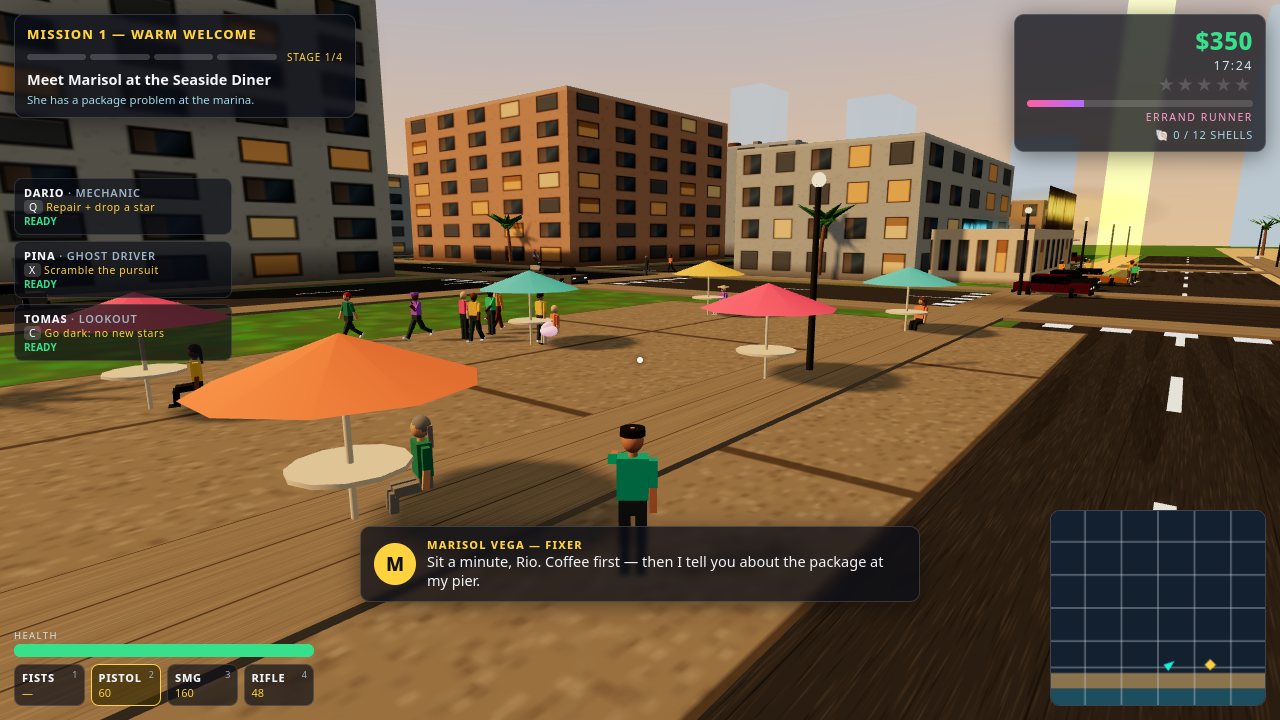 MISSION 1 — WARM WELCOME
STAGE 1/4
Meet Marisol at the Seaside Diner
She has a package problem at the marina.
$350
17:24
★★★★★
ERRAND RUNNER
🐚 0 / 12 SHELLS
DARIO · MECHANIC
Q Repair + drop a star
READY
PINA · GHOST DRIVER
X Scramble the pursuit
READY
TOMAS · LOOKOUT
C Go dark: no new stars
READY
M
MARISOL VEGA — FIXER
Sit a minute, Rio. Coffee first — then I tell you about the package at
my pier.
HEALTH
FISTS 1
—
PISTOL 2
60
SMG 3
160
RIFLE 4
48